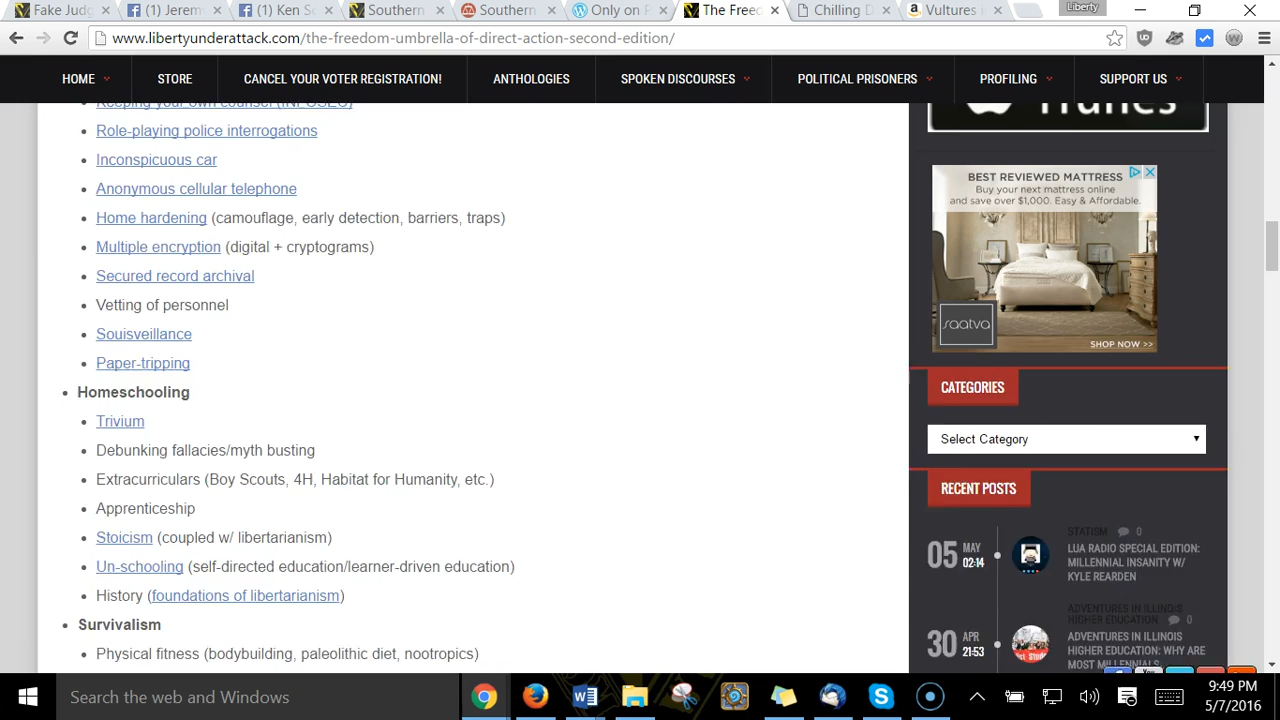 Fake Judg
(1) Jerem
(1) Ken Sc
Southern
Southern
Only on F
The Freed
Chilling D
Vultures
Liberty
www.libertyunderattack.com/the-freedom-umbrella-of-direct-action-second-edition/
HOME
STORE
CANCEL YOUR VOTER REGISTRATION!
ANTHOLOGIES
SPOKEN DISCOURSES
POLITICAL PRISONERS
PROFILING
SUPPORT US
Keeping your own counsel (INFOSEC)
Role-playing police interrogations
Inconspicuous car
Anonymous cellular telephone
Home hardening (camouflage, early detection, barriers, traps)
Multiple encryption (digital + cryptograms)
Secured record archival
Vetting of personnel
Souisveillance
Paper-tripping
Homeschooling
Trivium
Debunking fallacies/myth busting
Extracurriculars (Boy Scouts, 4H, Habitat for Humanity, etc.)
Apprenticeship
Stoicism (coupled w/ libertarianism)
Un-schooling (self-directed education/learner-driven education)
History (foundations of libertarianism)
Survivalism
Physical fitness (bodybuilding, paleolithic diet, nootropics)
iTunes
BEST REVIEWED MATTRESS
Buy your next mattress online
and save over $1,000. Easy & Affordable.
saatva
SHOP NOW >>
CATEGORIES
Select Category
RECENT POSTS
STATISM 0
05 MAY 02:14
LUA RADIO SPECIAL EDITION:
MILLENNIAL INSANITY W/
KYLE REARDEN
ADVENTURES IN ILLINOIS
HIGHER EDUCATION 0
30 APR 21:53
ADVENTURES IN ILLINOIS
HIGHER EDUCATION: WHY ARE
MOST MILLENNIALS
Search the web and Windows
9:49 PM
5/7/2016